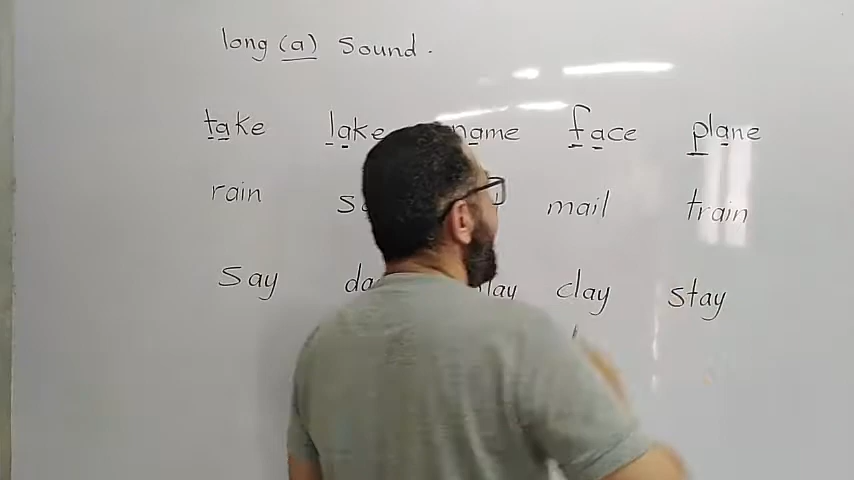 long (a) Sound.
take lake name face plane
rain mail train
Say clay stay